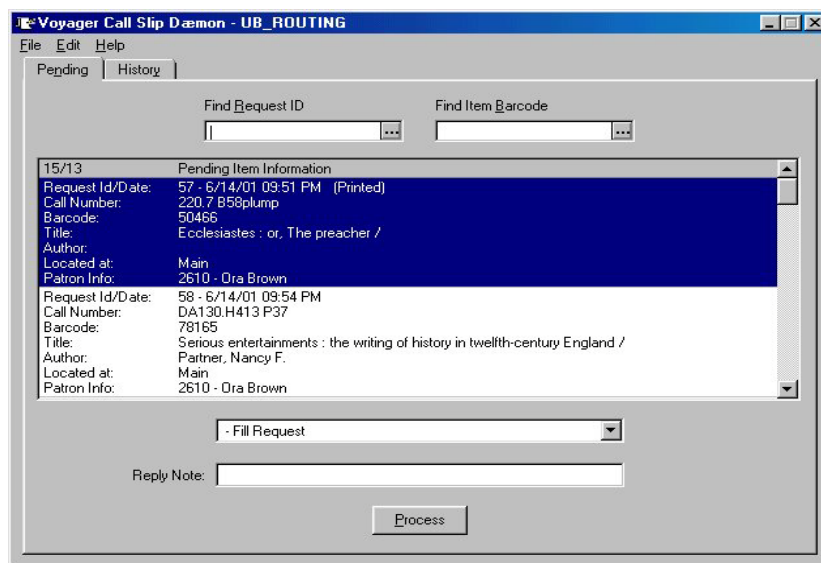 Voyager Call Slip Dæmon - UB_ROUTING
File Edit Help
Pending History
Find Request ID Find Item Barcode
... ...
15/13 Pending Item Information
Request Id/Date: 57 - 6/14/01 09:51 PM (Printed)
Call Number: 220.7 B58plump
Barcode: 50466
Title: Ecclesiastes : or, The preacher /
Author:
Located at: Main
Patron Info: 2610 - Ora Brown
Request Id/Date: 58 - 6/14/01 09:54 PM
Call Number: DA130.H413 P37
Barcode: 78165
Title: Serious entertainments : the writing of history in twelfth-century England /
Author: Partner, Nancy F.
Located at: Main
Patron Info: 2610 - Ora Brown
- Fill Request
Reply Note:
Process